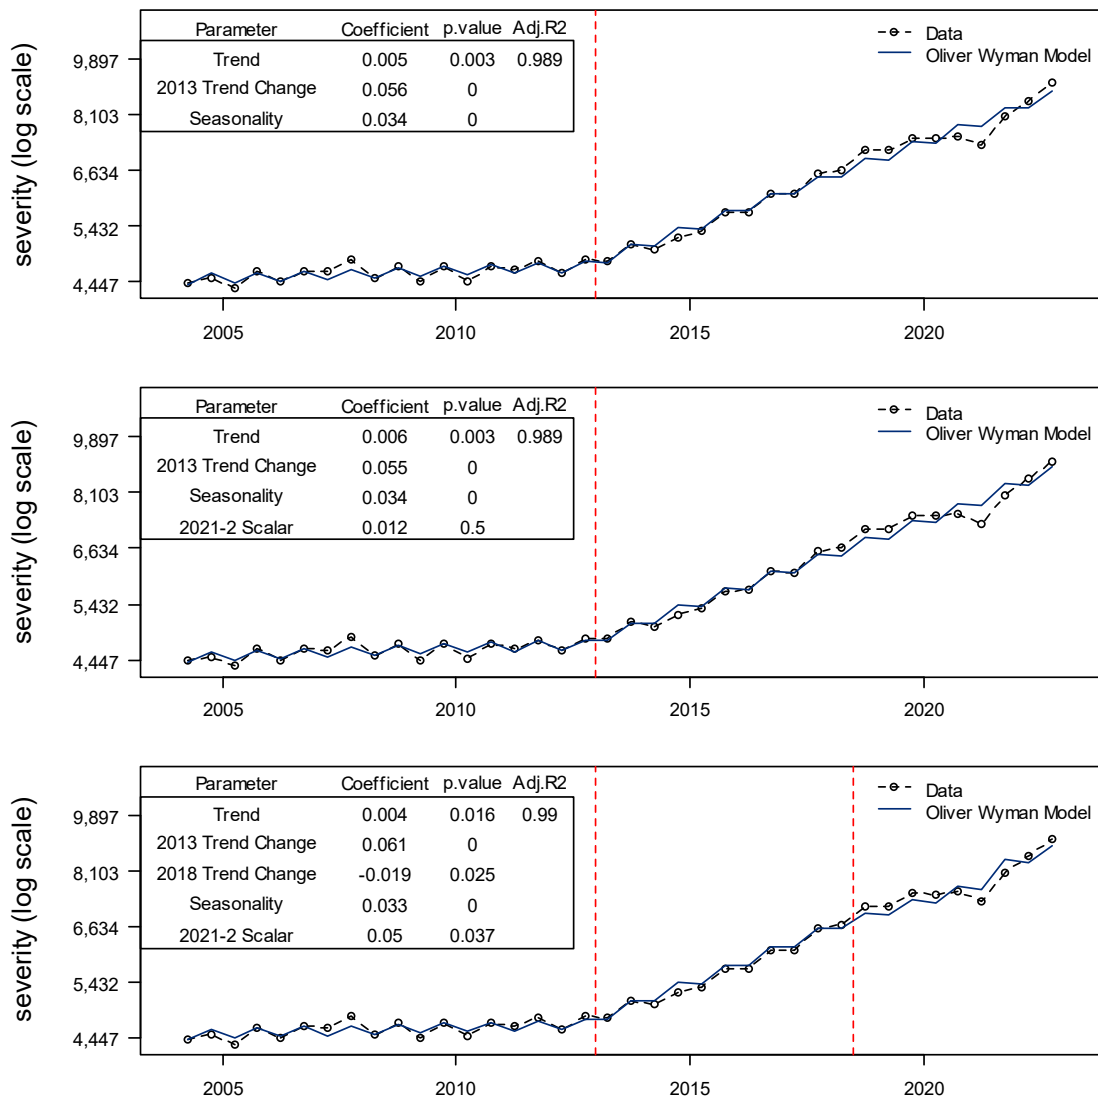 Parameter Coefficient p.value Adj.R2
Trend 0.005 0.003 0.989
2013 Trend Change 0.056 0
Seasonality 0.034 0
Data
Oliver Wyman Model
severity (log scale)
9,897
8,103
6,634
5,432
4,447
2005 2010 2015 2020
Parameter Coefficient p.value Adj.R2
Trend 0.006 0.003 0.989
2013 Trend Change 0.055 0
Seasonality 0.034 0
2021-2 Scalar 0.012 0.5
Data
Oliver Wyman Model
severity (log scale)
9,897
8,103
6,634
5,432
4,447
2005 2010 2015 2020
Parameter Coefficient p.value Adj.R2
Trend 0.004 0.016 0.99
2013 Trend Change 0.061 0
2018 Trend Change -0.019 0.025
Seasonality 0.033 0
2021-2 Scalar 0.05 0.037
Data
Oliver Wyman Model
severity (log scale)
9,897
8,103
6,634
5,432
4,447
2005 2010 2015 2020